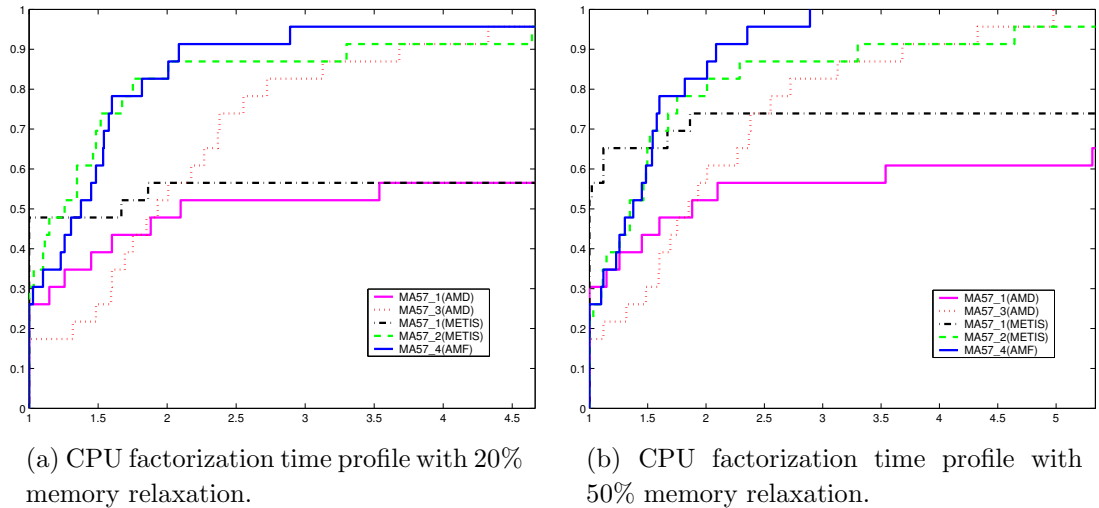 1
0.9
0.8
0.7
0.6
0.5
0.4
0.3
0.2
0.1
0
1 1.5 2 2.5 3 3.5 4 4.5
MA57_1(AMD)
MA57_3(AMD)
MA57_1(METIS)
MA57_2(METIS)
MA57_4(AMF)
(a) CPU factorization time profile with 20%
memory relaxation.
1
0.9
0.8
0.7
0.6
0.5
0.4
0.3
0.2
0.1
0
1 1.5 2 2.5 3 3.5 4 4.5 5
MA57_1(AMD)
MA57_3(AMD)
MA57_1(METIS)
MA57_2(METIS)
MA57_4(AMF)
(b) CPU factorization time profile with
50% memory relaxation.